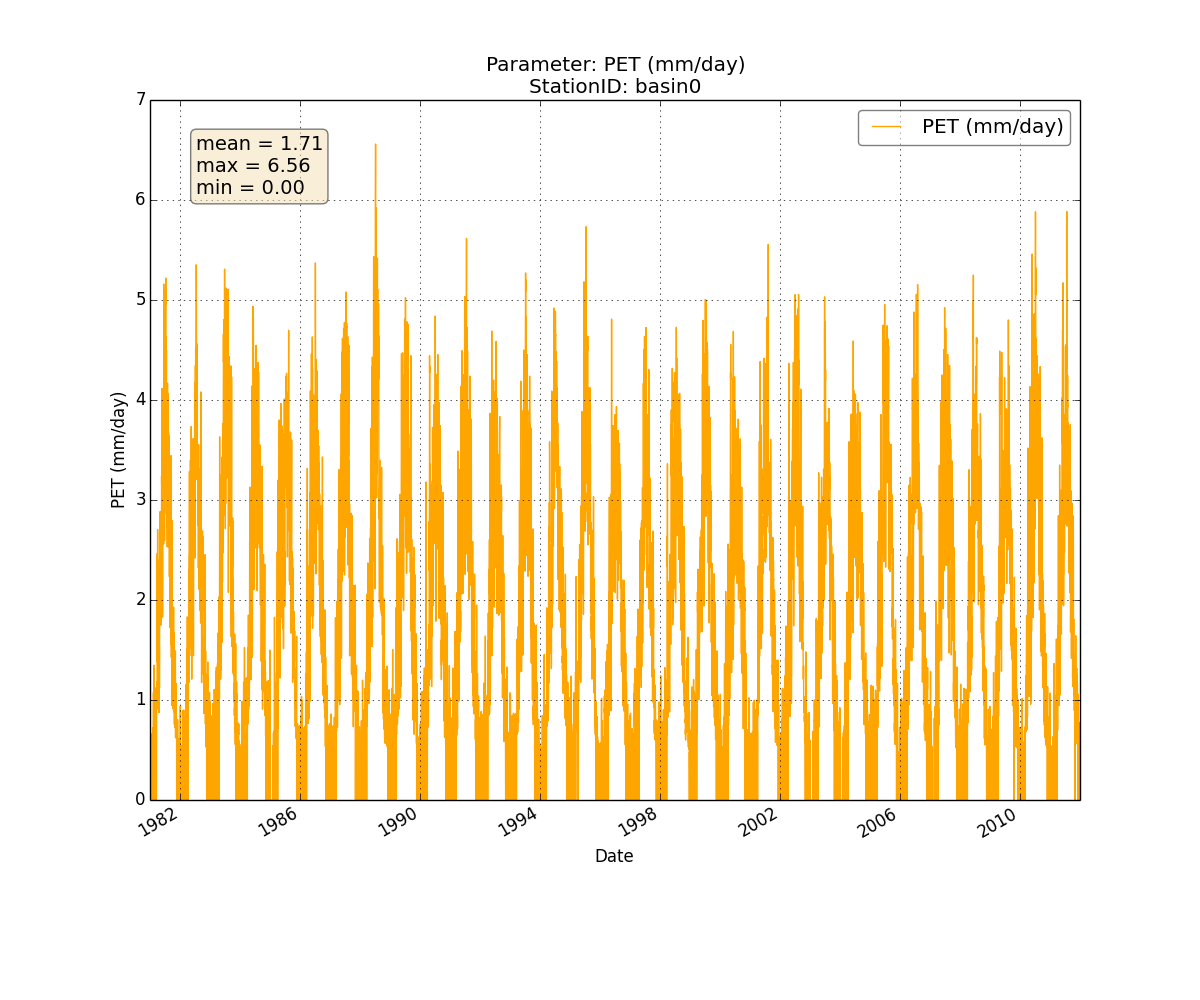 Parameter: PET (mm/day)
StationID: basin0
7
6
5
4
3
2
1
0
PET (mm/day)
mean = 1.71
max = 6.56
min = 0.00
PET (mm/day)
1982
1986
1990
1994
1998
2002
2006
2010
Date